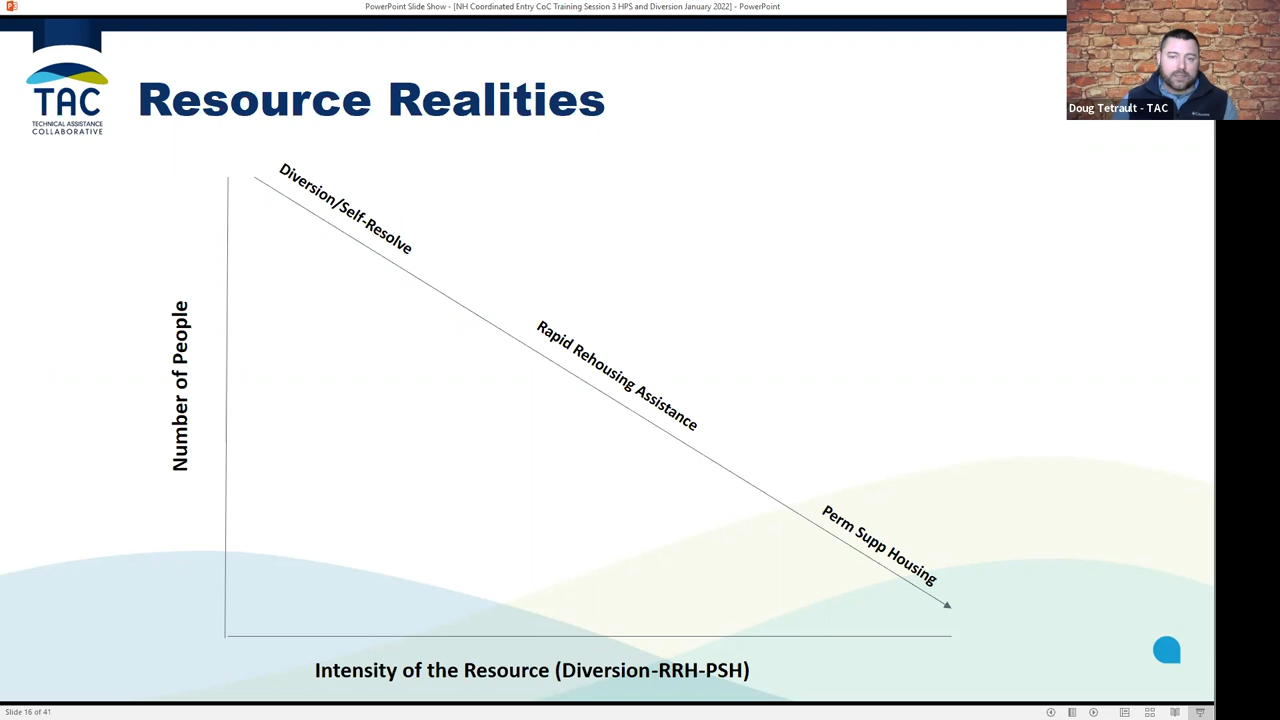 PowerPoint Slide Show - [NH Coordinated Entry CoC Training Session 3 HPS and Diversion January 2022] - PowerPoint
TAC
TECHNICAL ASSISTANCE
COLLABORATIVE
Resource Realities
Doug Tetrault - TAC
Number of People
Diversion/Self-Resolve
Rapid Rehousing Assistance
Perm Supp Housing
Intensity of the Resource (Diversion-RRH-PSH)
Slide 16 of 41